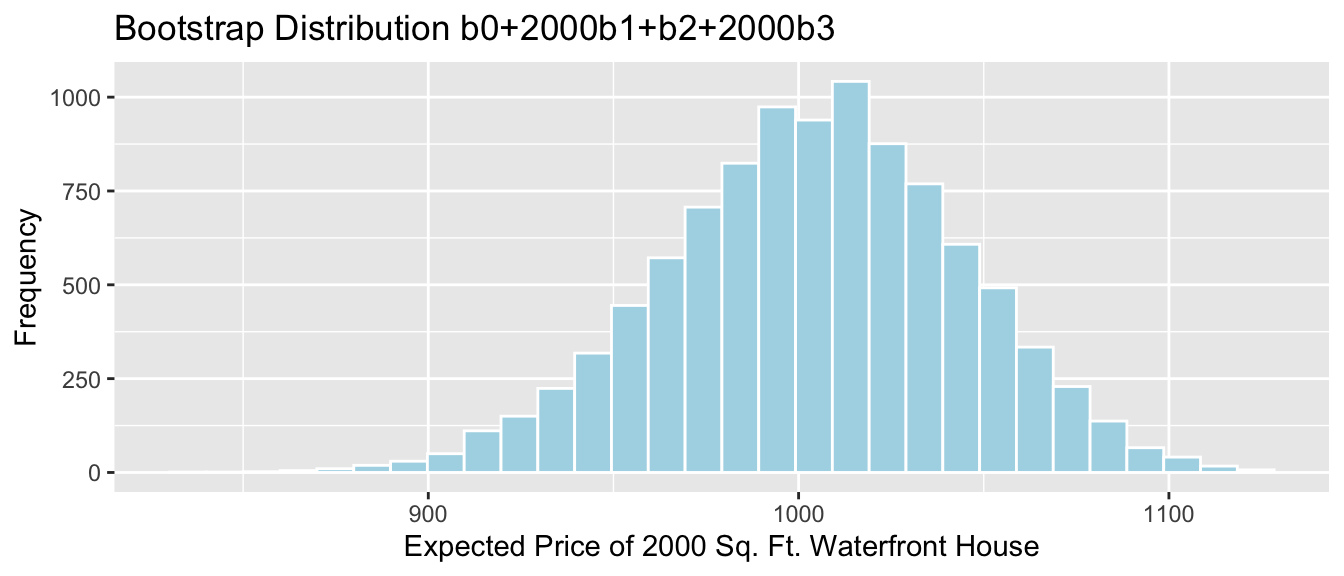 Bootstrap Distribution b0+2000b1+b2+2000b3
1000
750
500
250
0
Frequency
900
1000
1100
Expected Price of 2000 Sq. Ft. Waterfront House